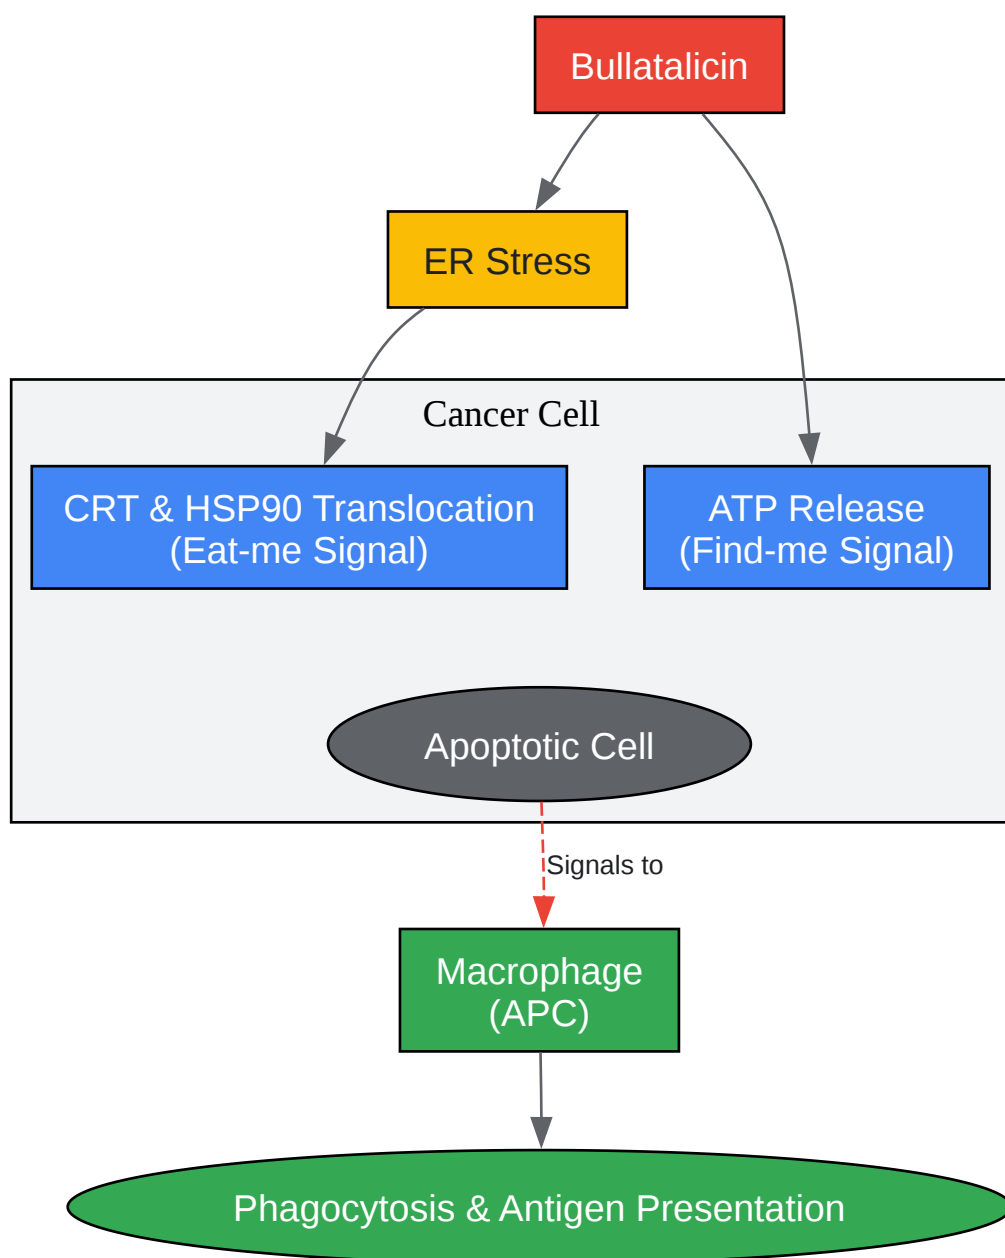 Bullatalicin
ER Stress
Cancer Cell
CRT & HSP90 Translocation
(Eat-me Signal)
ATP Release
(Find-me Signal)
Apoptotic Cell
Signals to
Macrophage
(APC)
Phagocytosis & Antigen Presentation